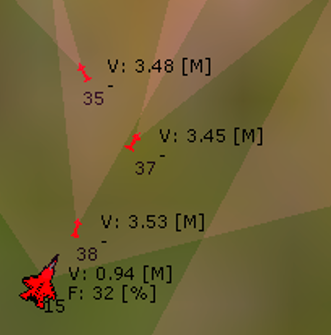 V: 3.48 [M]
35 -
V: 3.45 [M]
37 -
V: 3.53 [M]
38 -
V: 0.94 [M]
F: 32 [%]
15